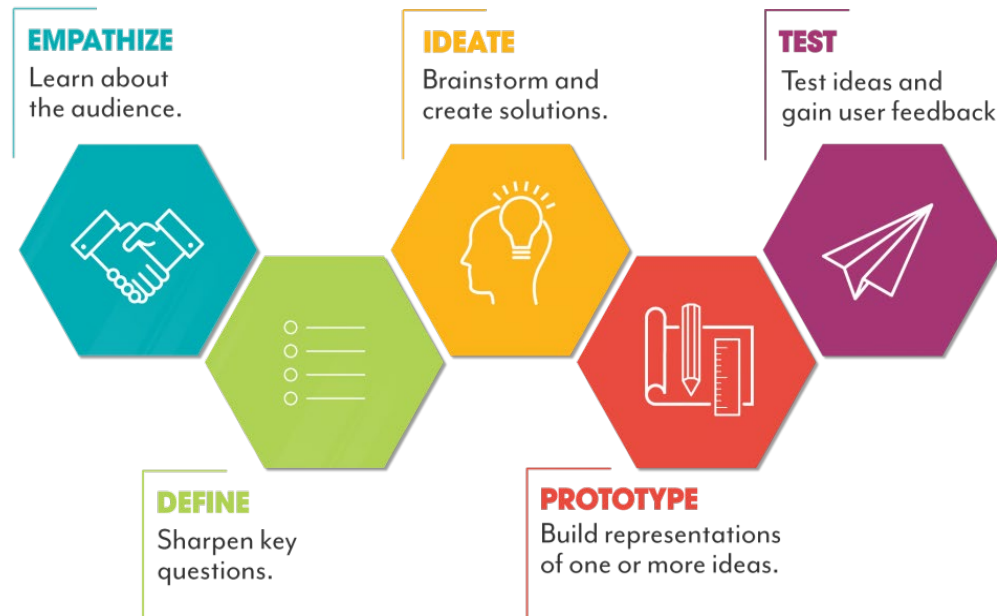 EMPATHIZE
Learn about
the audience.
DEFINE
Sharpen key
questions.
IDEATE
Brainstorm and
create solutions.
PROTOTYPE
Build representations
of one or more ideas.
TEST
Test ideas and
gain user feedback